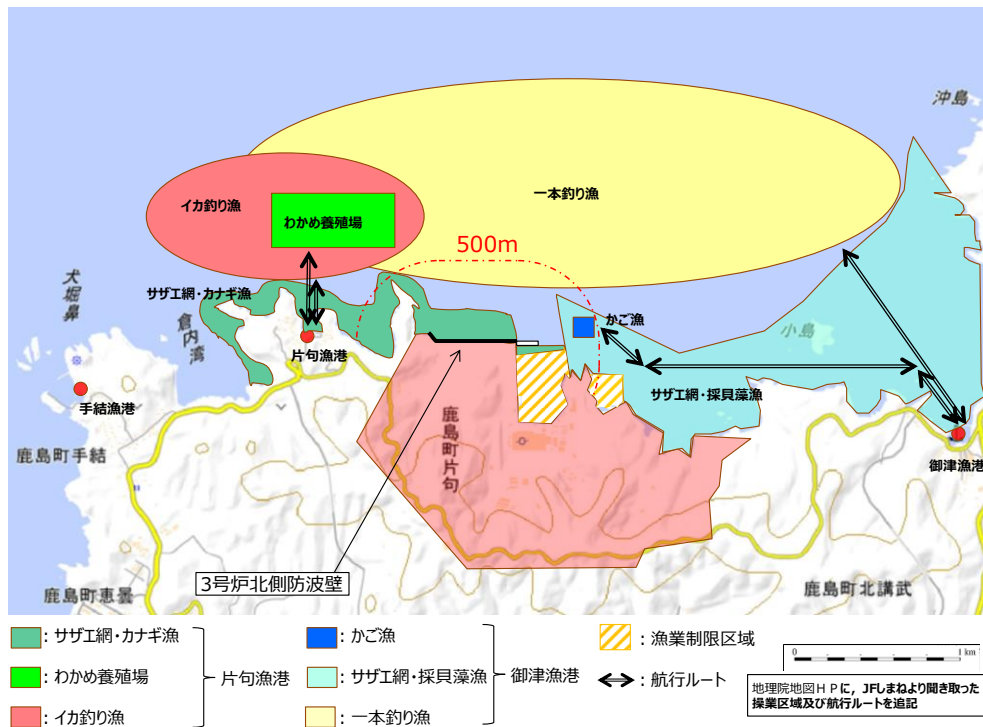 沖島
一本釣り漁
イカ釣り漁
わかめ養殖場
500m
犬堀鼻
サザエ網・カナギ漁
倉内湾
かご漁
小島
片句漁港
手結漁港
サザエ網・採貝藻漁
鹿島町片句
鹿島町手結
御津漁港
3号炉北側防波壁
鹿島町恵曇
鹿島町北講武
: サザエ網・カナギ漁
: わかめ養殖場
: イカ釣り漁
片句漁港
: かご漁
: サザエ網・採貝藻漁
: 一本釣り漁
御津漁港
: 漁業制限区域
: 航行ルート
0 1 km
地理院地図HPに,JFしまねより聞き取った
操業区域及び航行ルートを追記